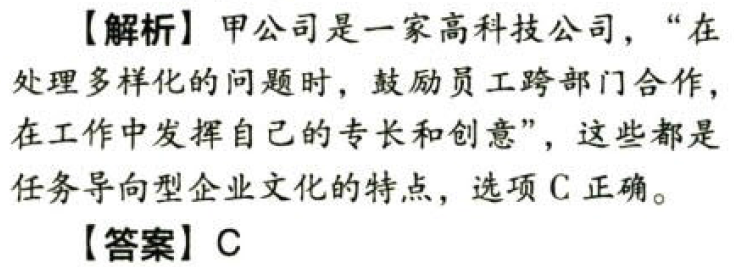 【解析】甲公司是一家高科技公司，“在
处理多样化的问题时，鼓励员工跨部门合作，
在工作中发挥自己的专长和创意”，这些都是
任务导向型企业文化的特点，选项 C 正确。
【答案】C